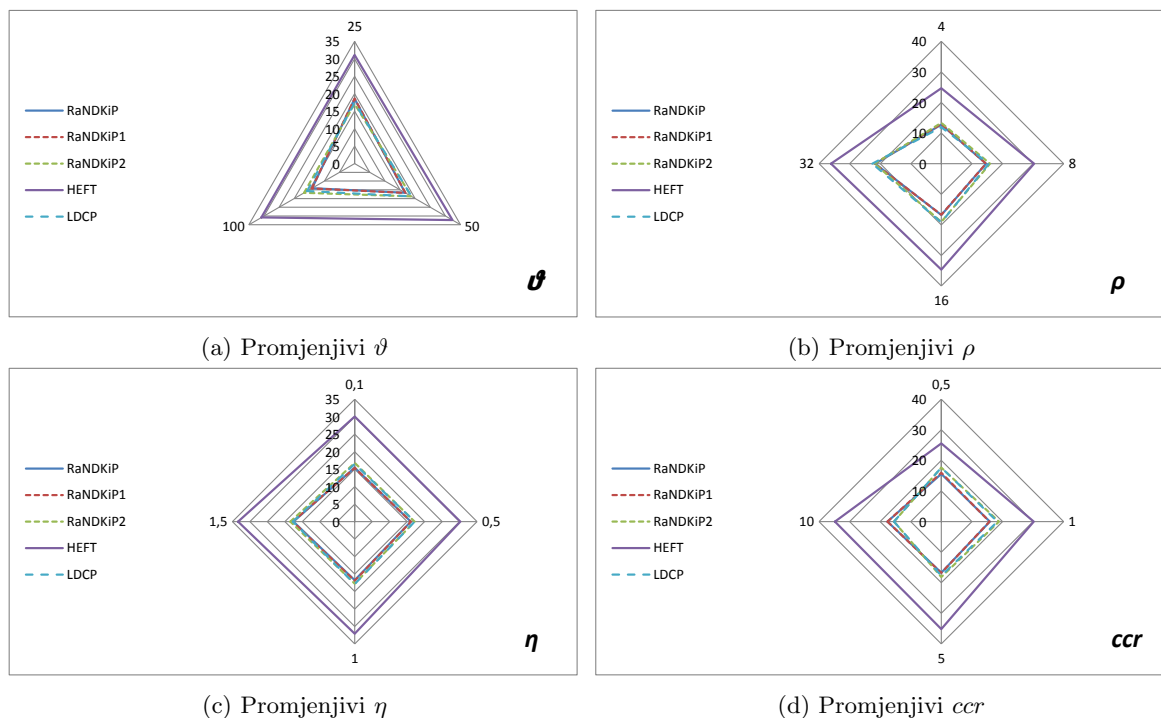 25
35
30
25
20
15
10
5
0
100
50
RaNDKiP
RaNDKiP1
RaNDKiP2
HEFT
LDCP
ϑ
(a) Promjenjivi ϑ
4
40
30
20
10
0
32
8
16
RaNDKiP
RaNDKiP1
RaNDKiP2
HEFT
LDCP
ρ
(b) Promjenjivi ρ
0,1
35
30
25
20
15
10
5
0
1,5
0,5
1
RaNDKiP
RaNDKiP1
RaNDKiP2
HEFT
LDCP
η
(c) Promjenjivi η
0,5
40
30
20
10
0
10
1
5
RaNDKiP
RaNDKiP1
RaNDKiP2
HEFT
LDCP
ccr
(d) Promjenjivi ccr